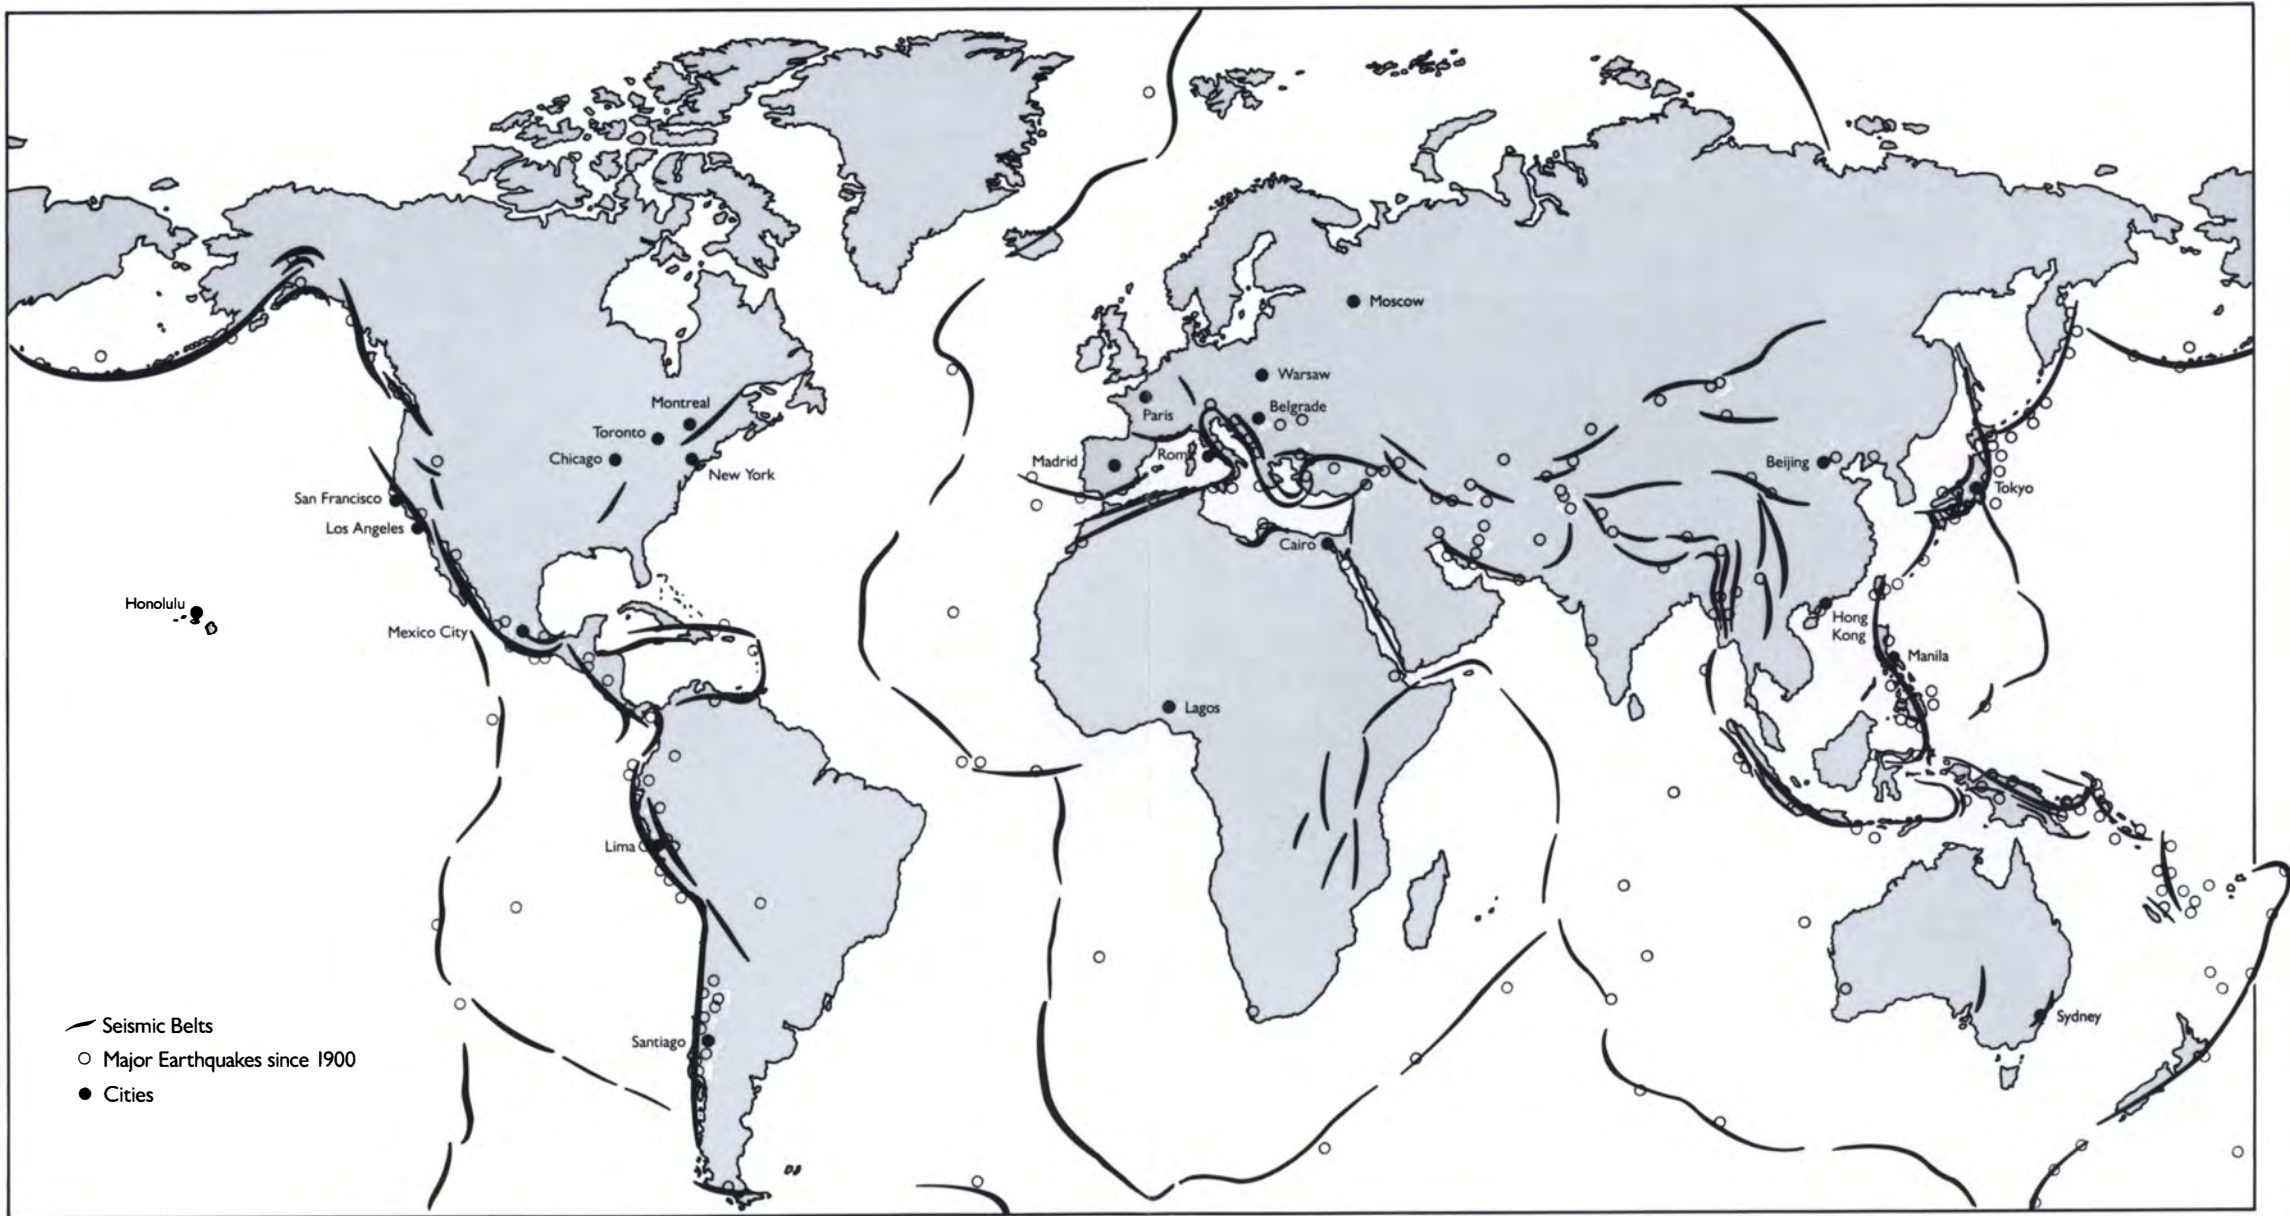 Moscow
Warsaw
Montreal
Paris
Belgrade
Toronto
Chicago
Madrid
Rome
Beijing
New York
San Francisco
Tokyo
Los Angeles
Cairo
Honolulu
Hong
Kong
Mexico City
Manila
Lagos
Lima
Seismic Belts
Sydney
Santiago
Major Earthquakes since 1900
Cities